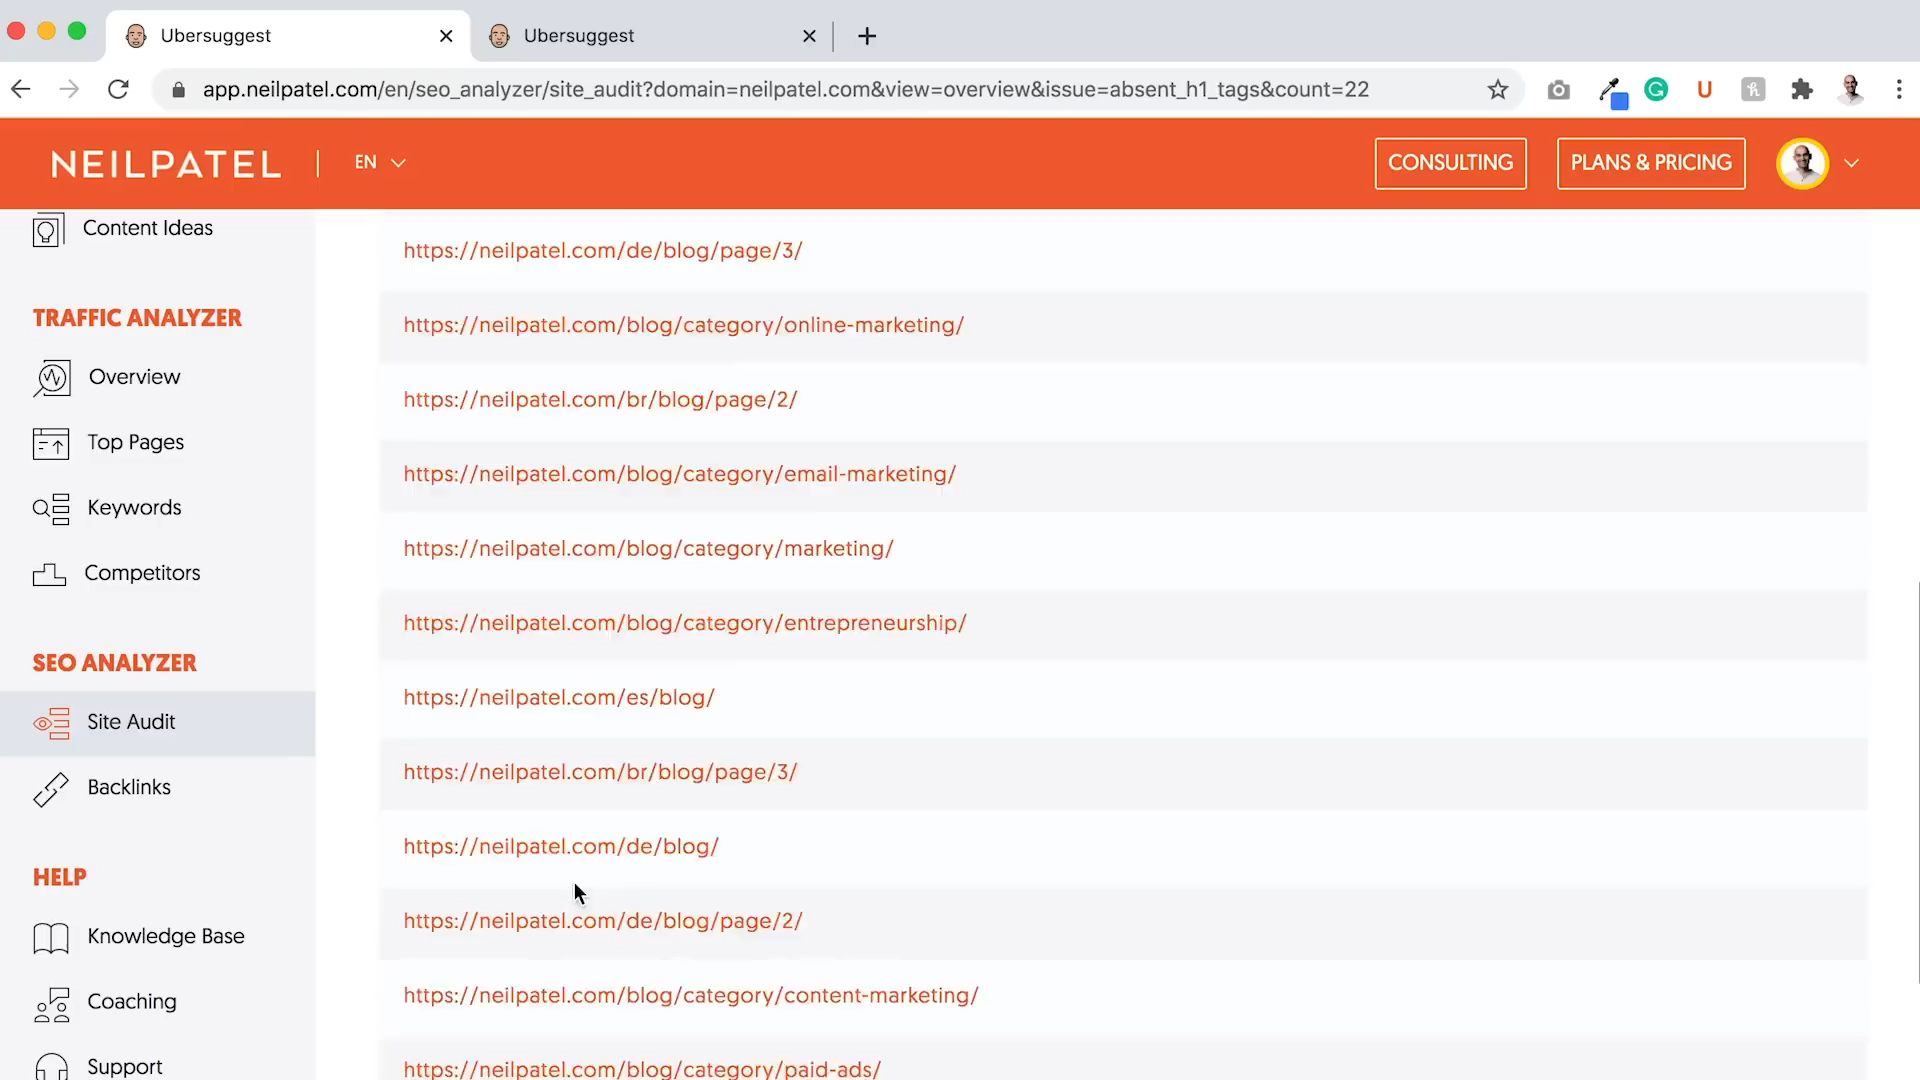 Ubersuggest
Ubersuggest
app.neilpatel.com/en/seo_analyzer/site_audit?domain=neilpatel.com&view=overview&issue=absent_h1_tags&count=22
NEILPATEL
EN
CONSULTING
PLANS & PRICING
Content Ideas
TRAFFIC ANALYZER
Overview
Top Pages
Keywords
Competitors
SEO ANALYZER
Site Audit
Backlinks
HELP
Knowledge Base
Coaching
Support
https://neilpatel.com/de/blog/page/3/
https://neilpatel.com/blog/category/online-marketing/
https://neilpatel.com/br/blog/page/2/
https://neilpatel.com/blog/category/email-marketing/
https://neilpatel.com/blog/category/marketing/
https://neilpatel.com/blog/category/entrepreneurship/
https://neilpatel.com/es/blog/
https://neilpatel.com/br/blog/page/3/
https://neilpatel.com/de/blog/
https://neilpatel.com/de/blog/page/2/
https://neilpatel.com/blog/category/content-marketing/
https://neilpatel.com/blog/category/paid-ads/